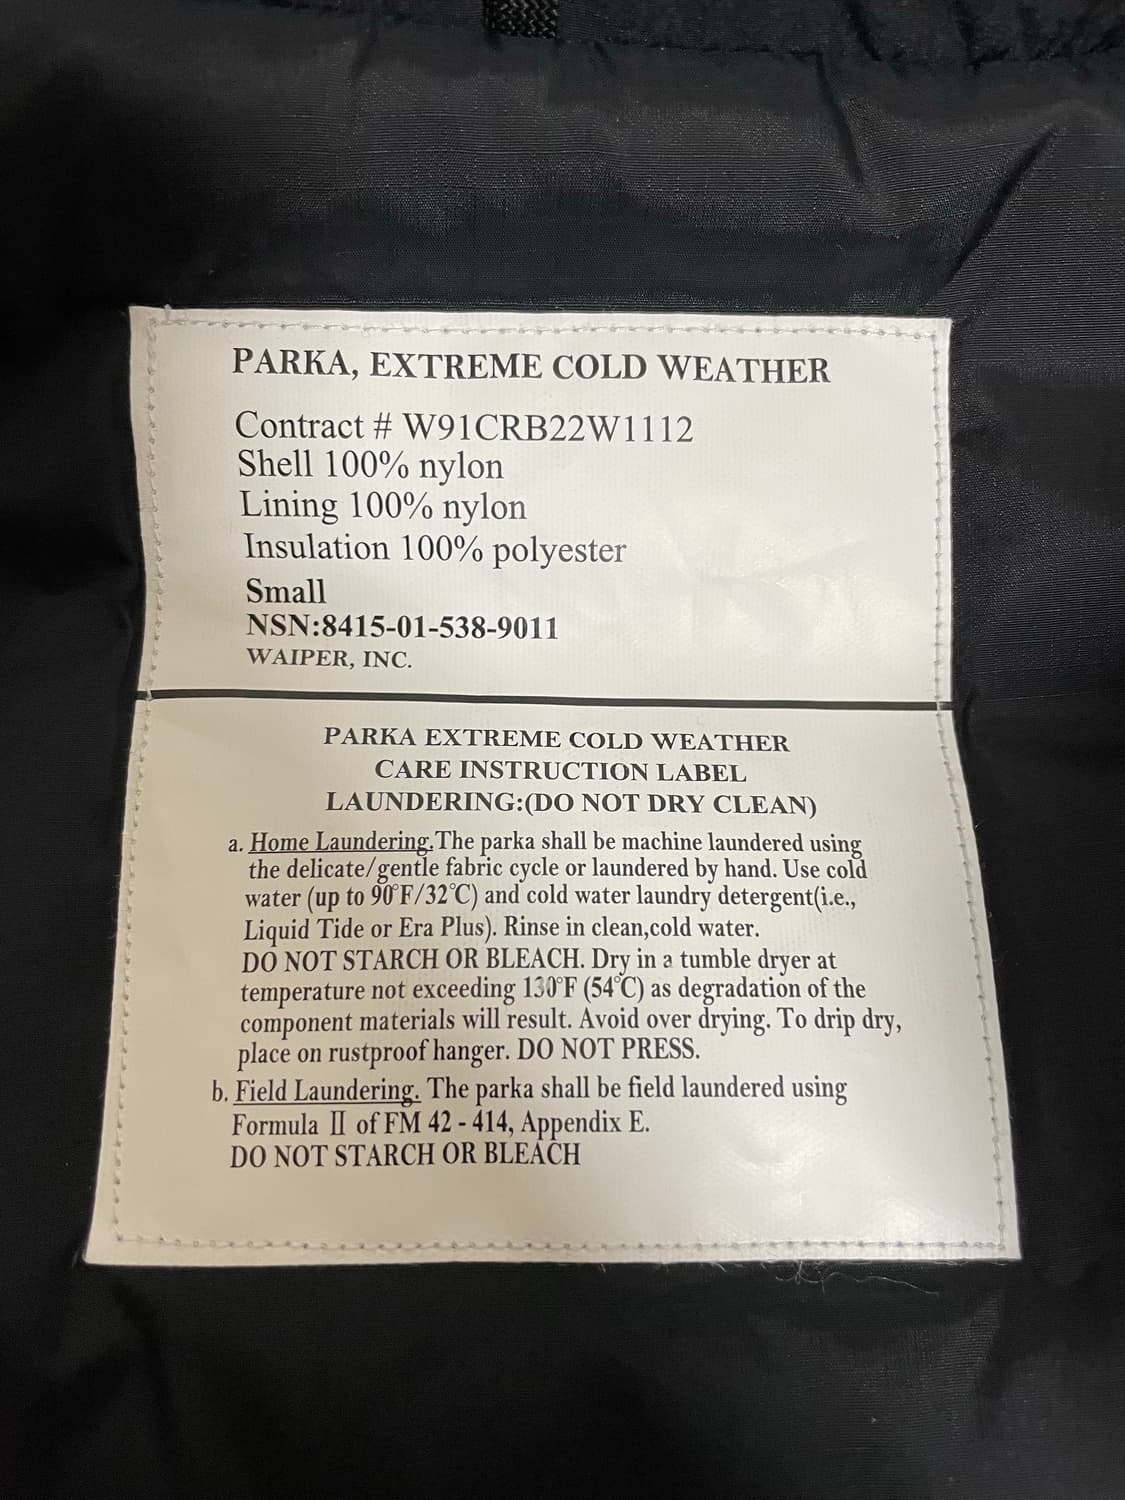 PARKA, EXTREME COLD WEATHER
Contract # W91CRB22W1112
Shell 100% nylon
Lining 100% nylon
Insulation 100% polyester
Small
NSN:8415-01-538-9011
WAIPER, INC.
PARKA EXTREME COLD WEATHER
CARE INSTRUCTION LABEL
LAUNDERING:(DO NOT DRY CLEAN)
a. Home Laundering.The parka shall be machine laundered using
the delicate/gentle fabric cycle or laundered by hand. Use cold
water (up to 90°F/32℃) and cold water laundry detergent(i.e.,
Liquid Tide or Era Plus). Rinse in clean,cold water.
DO NOT STARCH OR BLEACH. Dry in a tumble dryer at
temperature not exceeding 130°F (54℃) as degradation of the
component materials will result. Avoid over drying. To drip dry,
place on rustproof hanger. DO NOT PRESS.
b. Field Laundering. The parka shall be field laundered using
Formula Ⅱ of FM 42 - 414, Appendix E.
DO NOT STARCH OR BLEACH